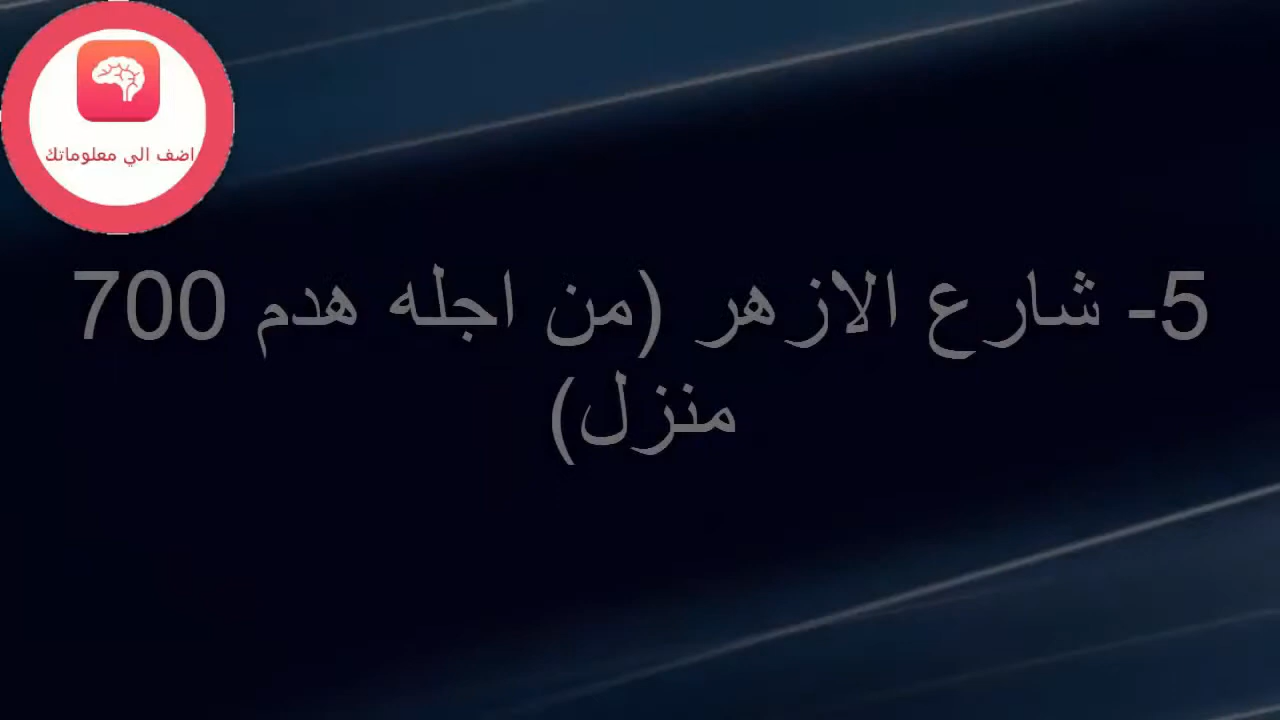 اضف الي معلوماتك
5- شارع الازهر (من اجله هدم 700
منزل)